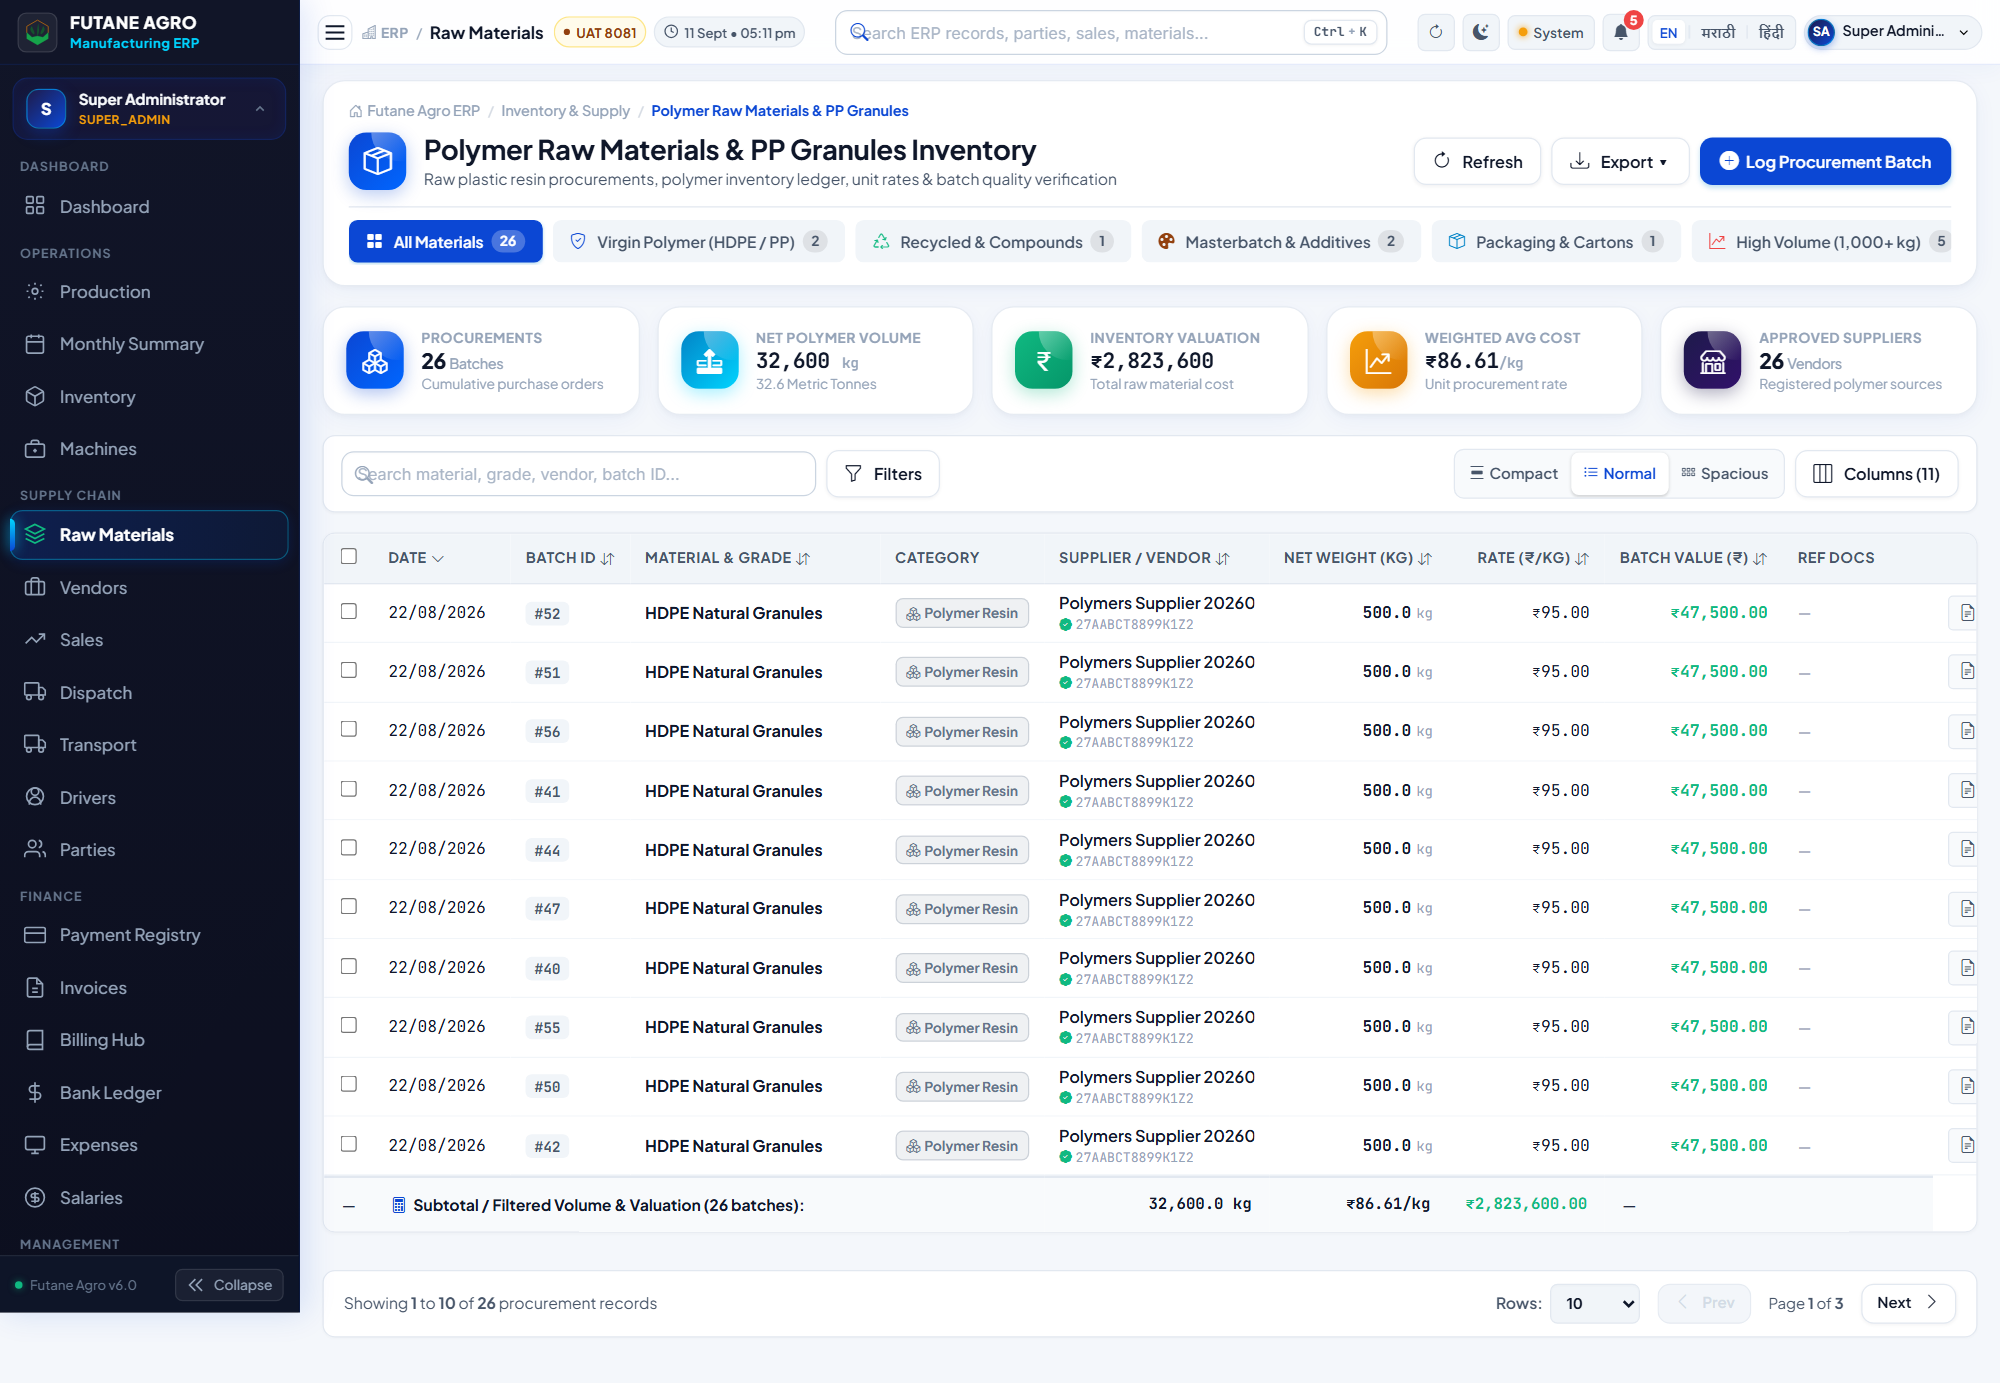 FUTANE AGRO
Manufacturing ERP
S
Super Administrator
SUPER_ADMIN
DASHBOARD
Dashboard
OPERATIONS
Production
Monthly Summary
Inventory
Machines
SUPPLY CHAIN
Raw Materials
Vendors
Sales
Dispatch
Transport
Drivers
Parties
FINANCE
Payment Registry
Invoices
Billing Hub
Bank Ledger
Expenses
Salaries
MANAGEMENT
Futane Agro v6.0
Collapse
ERP / Raw Materials
UAT 8081
11 Sept • 05:11 pm
Search ERP records, parties, sales, materials...
Ctrl + K
System
5
EN मराठी हिंदी
SA Super Admini...
Futane Agro ERP / Inventory & Supply / Polymer Raw Materials & PP Granules
Polymer Raw Materials & PP Granules Inventory
Raw plastic resin procurements, polymer inventory ledger, unit rates & batch quality verification
Refresh
Export ▾
Log Procurement Batch
All Materials 26
Virgin Polymer (HDPE / PP) 2
Recycled & Compounds 1
Masterbatch & Additives 2
Packaging & Cartons 1
High Volume (1,000+ kg) 5
PROCUREMENTS
26 Batches
Cumulative purchase orders
NET POLYMER VOLUME
32,600 kg
32.6 Metric Tonnes
₹
INVENTORY VALUATION
₹2,823,600
Total raw material cost
WEIGHTED AVG COST
₹86.61/kg
Unit procurement rate
APPROVED SUPPLIERS
26 Vendors
Registered polymer sources
Search material, grade, vendor, batch ID...
Filters
Compact
Normal
Spacious
Columns (11)
DATE BATCH ID MATERIAL & GRADE CATEGORY SUPPLIER / VENDOR NET WEIGHT (KG) RATE (₹/KG) BATCH VALUE (₹) REF DOCS
22/08/2026 #52 HDPE Natural Granules Polymer Resin Polymers Supplier 20260 500.0 kg ₹95.00 ₹47,500.00 —
27AABCT8899K1Z2
22/08/2026 #51 HDPE Natural Granules Polymer Resin Polymers Supplier 20260 500.0 kg ₹95.00 ₹47,500.00 —
27AABCT8899K1Z2
22/08/2026 #56 HDPE Natural Granules Polymer Resin Polymers Supplier 20260 500.0 kg ₹95.00 ₹47,500.00 —
27AABCT8899K1Z2
22/08/2026 #41 HDPE Natural Granules Polymer Resin Polymers Supplier 20260 500.0 kg ₹95.00 ₹47,500.00 —
27AABCT8899K1Z2
22/08/2026 #44 HDPE Natural Granules Polymer Resin Polymers Supplier 20260 500.0 kg ₹95.00 ₹47,500.00 —
27AABCT8899K1Z2
22/08/2026 #47 HDPE Natural Granules Polymer Resin Polymers Supplier 20260 500.0 kg ₹95.00 ₹47,500.00 —
27AABCT8899K1Z2
22/08/2026 #40 HDPE Natural Granules Polymer Resin Polymers Supplier 20260 500.0 kg ₹95.00 ₹47,500.00 —
27AABCT8899K1Z2
22/08/2026 #55 HDPE Natural Granules Polymer Resin Polymers Supplier 20260 500.0 kg ₹95.00 ₹47,500.00 —
27AABCT8899K1Z2
22/08/2026 #50 HDPE Natural Granules Polymer Resin Polymers Supplier 20260 500.0 kg ₹95.00 ₹47,500.00 —
27AABCT8899K1Z2
22/08/2026 #42 HDPE Natural Granules Polymer Resin Polymers Supplier 20260 500.0 kg ₹95.00 ₹47,500.00 —
27AABCT8899K1Z2
— Subtotal / Filtered Volume & Valuation (26 batches): 32,600.0 kg ₹86.61/kg ₹2,823,600.00 —
Showing 1 to 10 of 26 procurement records
Rows: 10
Prev
Page 1 of 3
Next